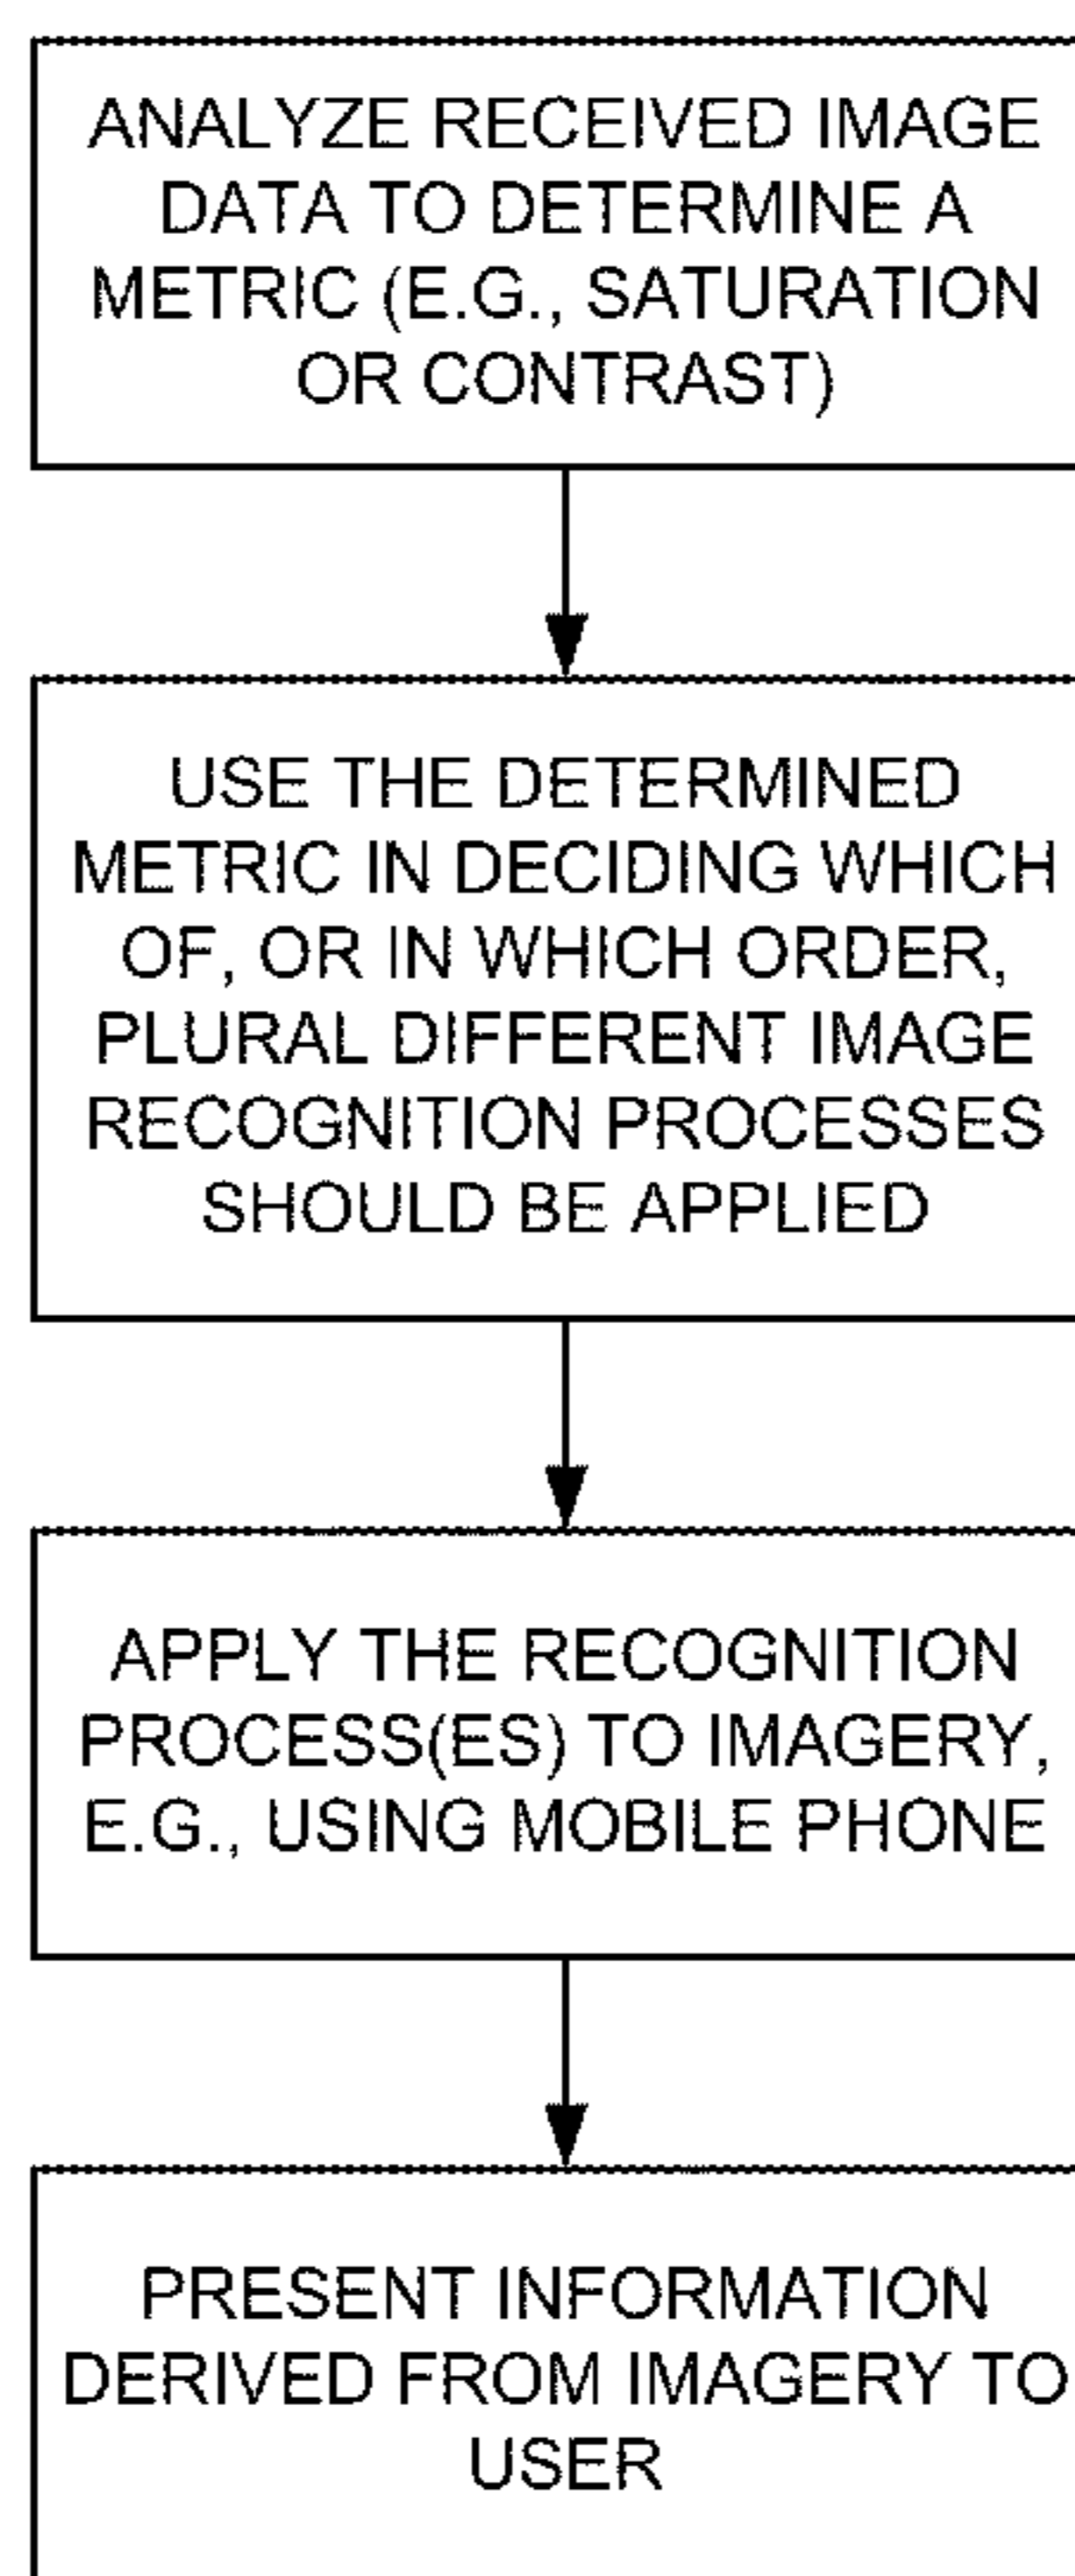 ANALYZE RECEIVED IMAGE
DATA TO DETERMINE A
METRIC (E.G., SATURATION
OR CONTRAST)
USE THE DETERMINED
METRIC IN DECIDING WHICH
OF, OR IN WHICH ORDER,
PLURAL DIFFERENT IMAGE
RECOGNITION PROCESSES
SHOULD BE APPLIED
APPLY THE RECOGNITION
PROCESS(ES) TO IMAGERY,
E.G., USING MOBILE PHONE
PRESENT INFORMATION
DERIVED FROM IMAGERY TO
USER